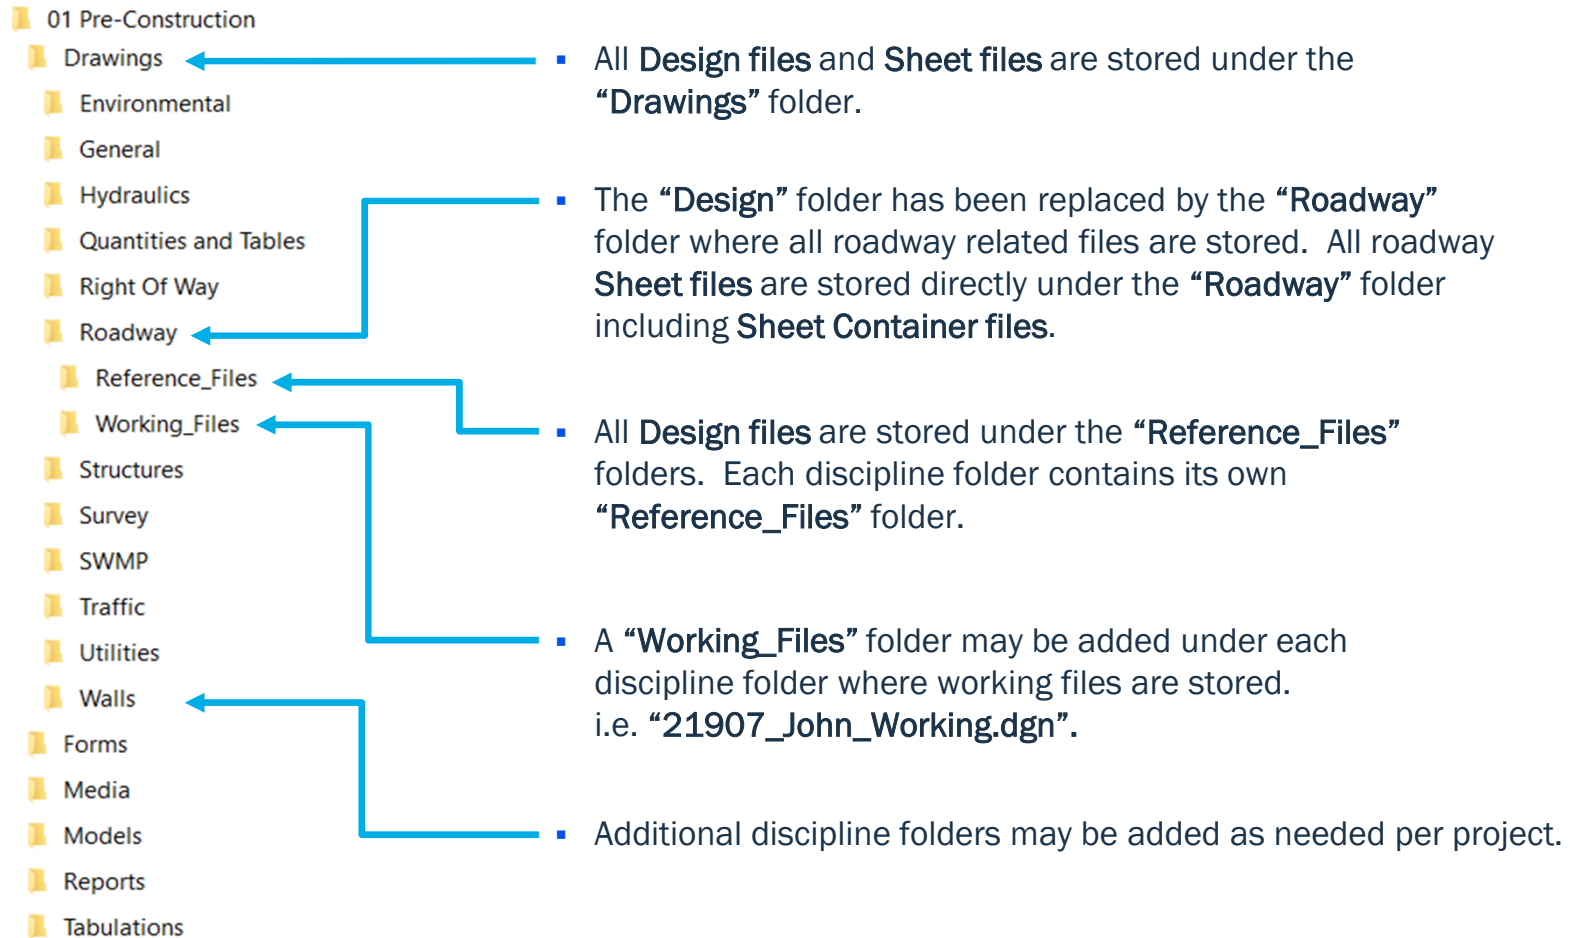 01 Pre-Construction
Drawings
Environmental
General
Hydraulics
Quantities and Tables
Right Of Way
Roadway
Reference_Files
Working_Files
Structures
Survey
SWMP
Traffic
Utilities
Walls
Forms
Media
Models
Reports
Tabulations
▪ All Design files and Sheet files are stored under the
“Drawings” folder.
▪ The “Design” folder has been replaced by the “Roadway”
folder where all roadway related files are stored.  All roadway
Sheet files are stored directly under the “Roadway” folder
including Sheet Container files.
▪ All Design files are stored under the “Reference_Files”
folders.  Each discipline folder contains its own
“Reference_Files” folder.
▪ A “Working_Files” folder may be added under each
discipline folder where working files are stored.
i.e. “21907_John_Working.dgn”.
▪ Additional discipline folders may be added as needed per project.